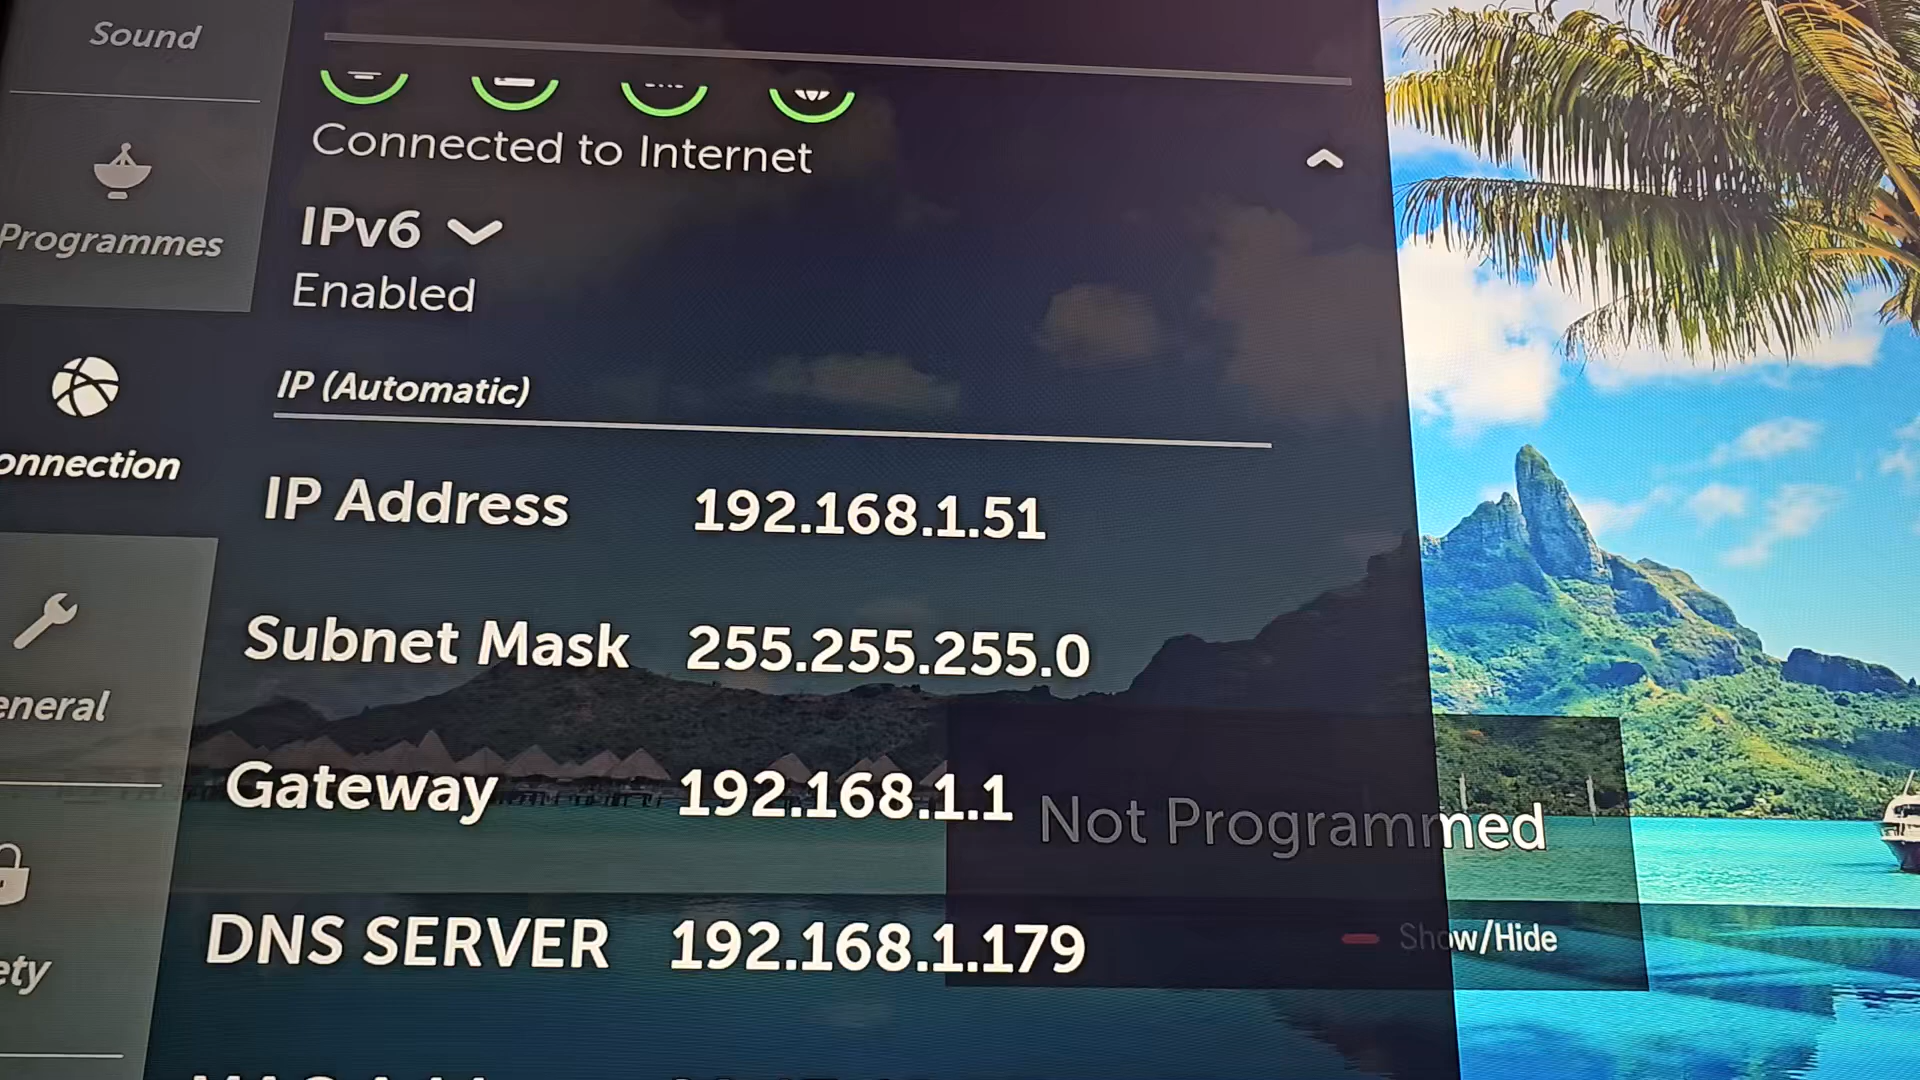 Sound
Connected to Internet
Programmes
IPv6
Enabled
IP (Automatic)
onnection
IP Address 192.168.1.51
Subnet Mask 255.255.255.0
eneral
Gateway 192.168.1.1
Not Programmed
DNS SERVER 192.168.1.179
Show/Hide
ety